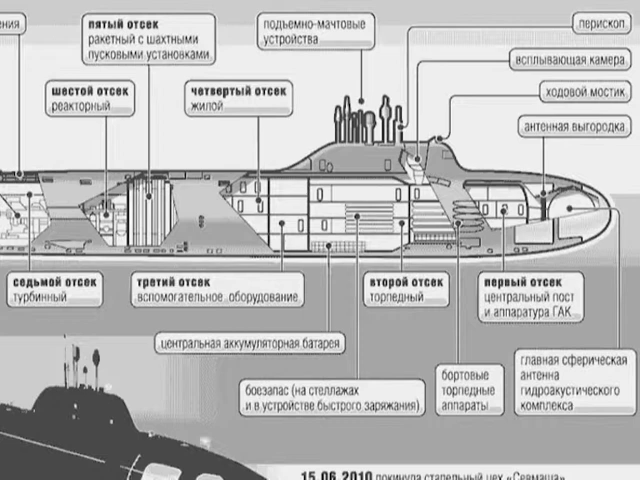 ения
пятый отсек
ракетный с шахтными
пусковыми установками
подъемно-мачтовые
устройства
перископ
всплывающая камера
шестой отсек
реакторный
четвертый отсек
жилой
ходовой мостик
антенная выгородка
седьмой отсек
турбинный
третий отсек
вспомогательное оборудование
второй отсек
торпедный
первый отсек
центральный пост
и аппаратура ГАК
центральная аккумуляторная батарея
боезапас (на стеллажах
и в устройстве быстрого заряжания)
бортовые
торпедные
аппараты
главная сферическая
антенна
гидроакустического
комплекса
15.06.2010 покинула стапельный цех «Севмаша»